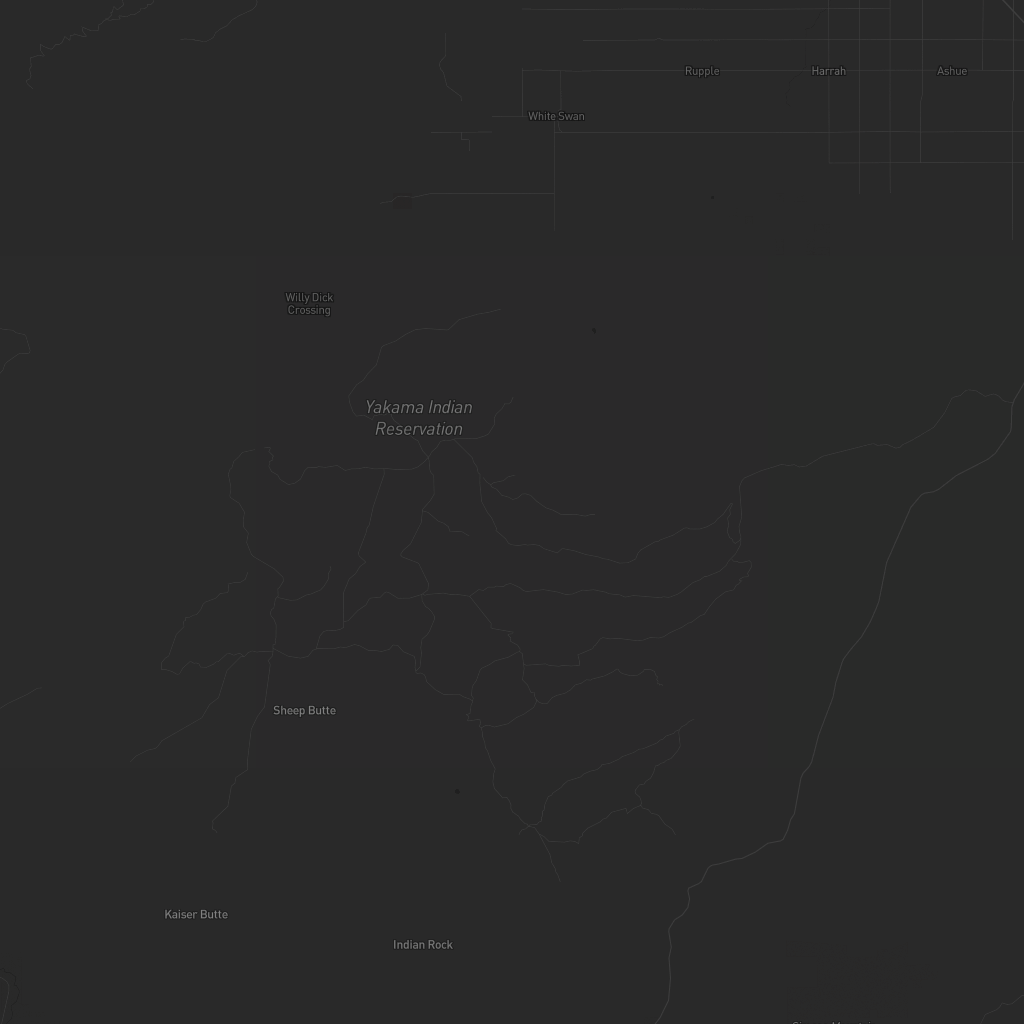 Rupple
Harrah
Ashue
White Swan
Willy Dick
Crossing
Yakama Indian
Reservation
Sheep Butte
Kaiser Butte
Indian Rock